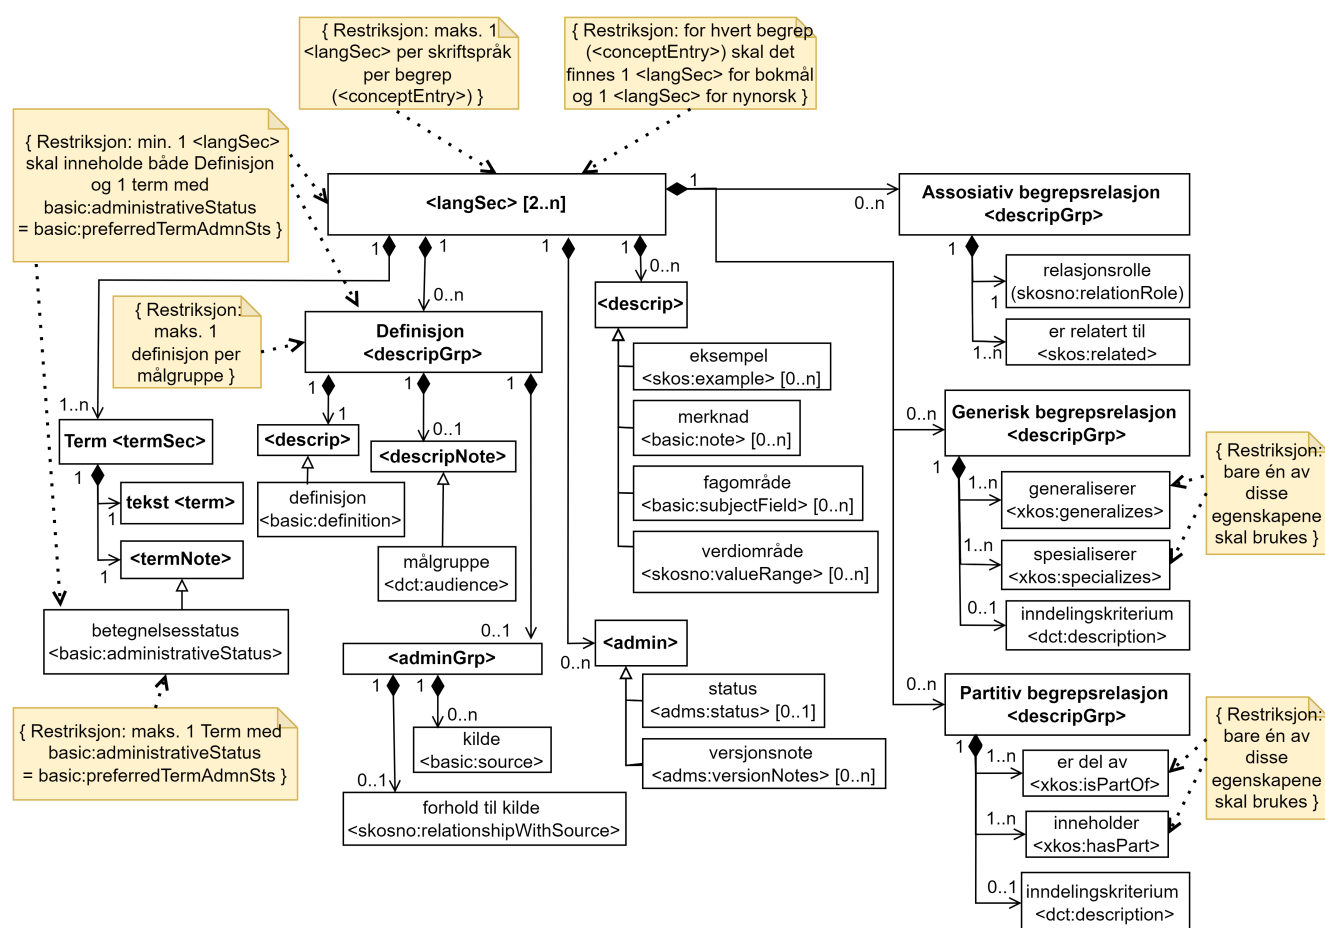 { Restriksjon: maks. 1
<langSec> per skriftspråk
per begrep
(<conceptEntry>) }
{ Restriksjon: for hvert begrep
(<conceptEntry>) skal det
finnes 1 <langSec> for bokmål
og 1 <langSec> for nynorsk }
{ Restriksjon: min. 1 <langSec>
skal inneholde både Definisjon
og 1 term med
basic:administrativeStatus
= basic:preferredTermAdmnSts }
<langSec> [2..n]
1
1
1
1
1
0..n
Assosiativ begrepsrelasjon
<descripGrp>
1
1
relasjonsrolle
(skosno:relationRole)
1..n
er relatert til
<skos:related>
{ Restriksjon:
maks. 1
definisjon per
målgruppe }
0..n
Definisjon
<descripGrp>
1
1
1
0..n
<descrip>
eksempel
<skos:example> [0..n]
merknad
<basic:note> [0..n]
fagområde
<basic:subjectField> [0..n]
verdiområde
<skosno:valueRange> [0..n]
1..n
Term <termSec>
1
1
tekst <term>
1
<termNote>
betegnelsesstatus
<basic:administrativeStatus>
{ Restriksjon: maks. 1 Term med
basic:administrativeStatus
= basic:preferredTermAdmnSts }
1
<descrip>
definisjon
<basic:definition>
0..1
<descripNote>
målgruppe
<dct:audience>
0..1
<adminGrp>
1
1
0..n
kilde
<basic:source>
0..1
forhold til kilde
<skosno:relationshipWithSource>
0..n
<admin>
status
<adms:status> [0..1]
versjonsnote
<adms:versionNotes> [0..n]
0..n
Generisk begrepsrelasjon
<descripGrp>
1
1..n
generaliserer
<xkos:generalizes>
1..n
spesialiserer
<xkos:specializes>
0..1
inndelingskriterium
<dct:description>
{ Restriksjon:
bare én av
disse
egenskapene
skal brukes }
0..n
Partitiv begrepsrelasjon
<descripGrp>
1
1..n
er del av
<xkos:isPartOf>
1..n
inneholder
<xkos:hasPart>
0..1
inndelingskriterium
<dct:description>
{ Restriksjon:
bare én av
disse
egenskapene
skal brukes }